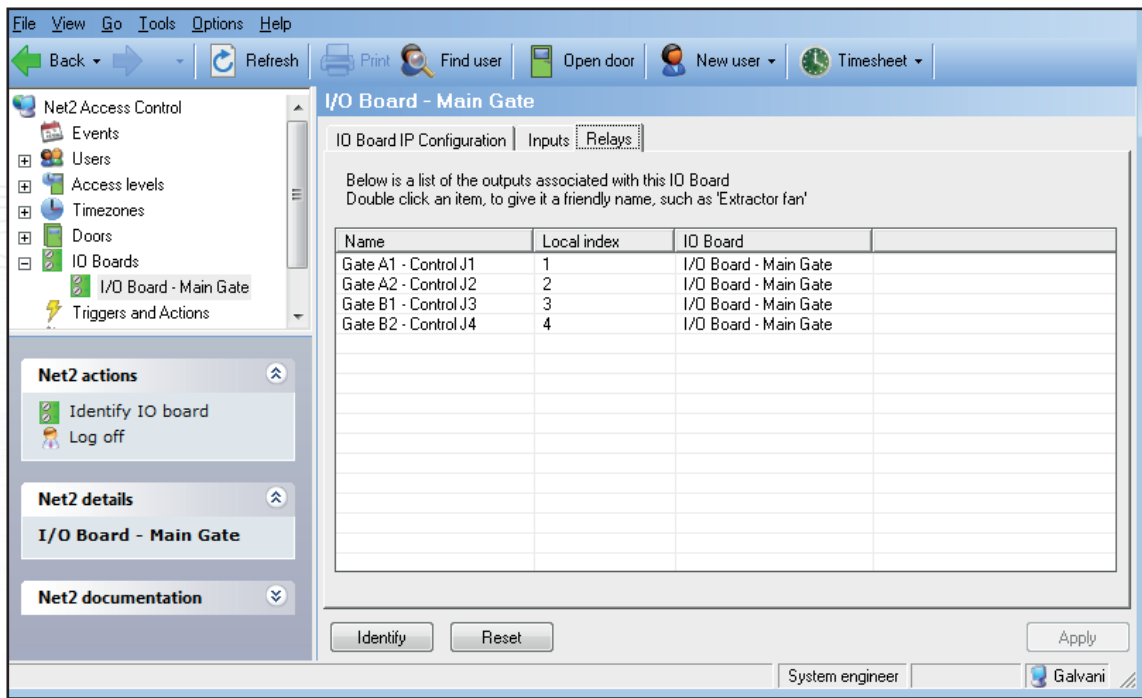 File View Go Tools Options Help
Back Refresh Print Find user Open door New user Timesheet
Net2 Access Control
Events
Users
Access levels
Timezones
Doors
IO Boards
I/O Board - Main Gate
Triggers and Actions
Net2 actions
Identify IO board
Log off
Net2 details
I/O Board - Main Gate
Net2 documentation
I/O Board - Main Gate
IO Board IP Configuration Inputs Relays
Below is a list of the outputs associated with this IO Board
Double click an item, to give it a friendly name, such as 'Extractor fan'
Name Local index IO Board
Gate A1 - Control J1 1 I/O Board - Main Gate
Gate A2 - Control J2 2 I/O Board - Main Gate
Gate B1 - Control J3 3 I/O Board - Main Gate
Gate B2 - Control J4 4 I/O Board - Main Gate
Identify Reset Apply
System engineer Galvani